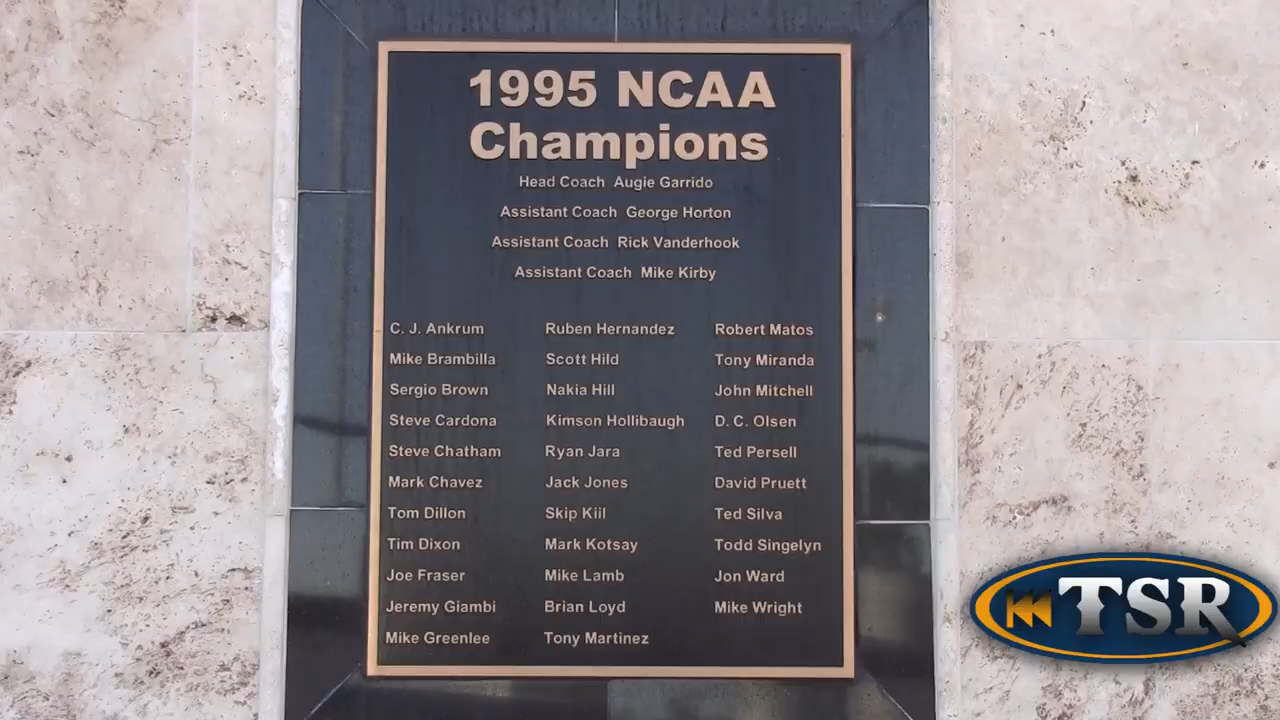 1995 NCAA
Champions
Head Coach Augie Garrido
Assistant Coach George Horton
Assistant Coach Rick Vanderhook
Assistant Coach Mike Kirby
C. J. Ankrum
Mike Brambilla
Sergio Brown
Steve Cardona
Steve Chatham
Mark Chavez
Tom Dillon
Tim Dixon
Joe Fraser
Jeremy Giambi
Mike Greenlee
Ruben Hernandez
Scott Hild
Nakia Hill
Kimson Hollibaugh
Ryan Jara
Jack Jones
Skip Kiil
Mark Kotsay
Mike Lamb
Brian Loyd
Tony Martinez
Robert Matos
Tony Miranda
John Mitchell
D. C. Olsen
Ted Persell
David Pruett
Ted Silva
Todd Singelyn
Jon Ward
Mike Wright
TSR